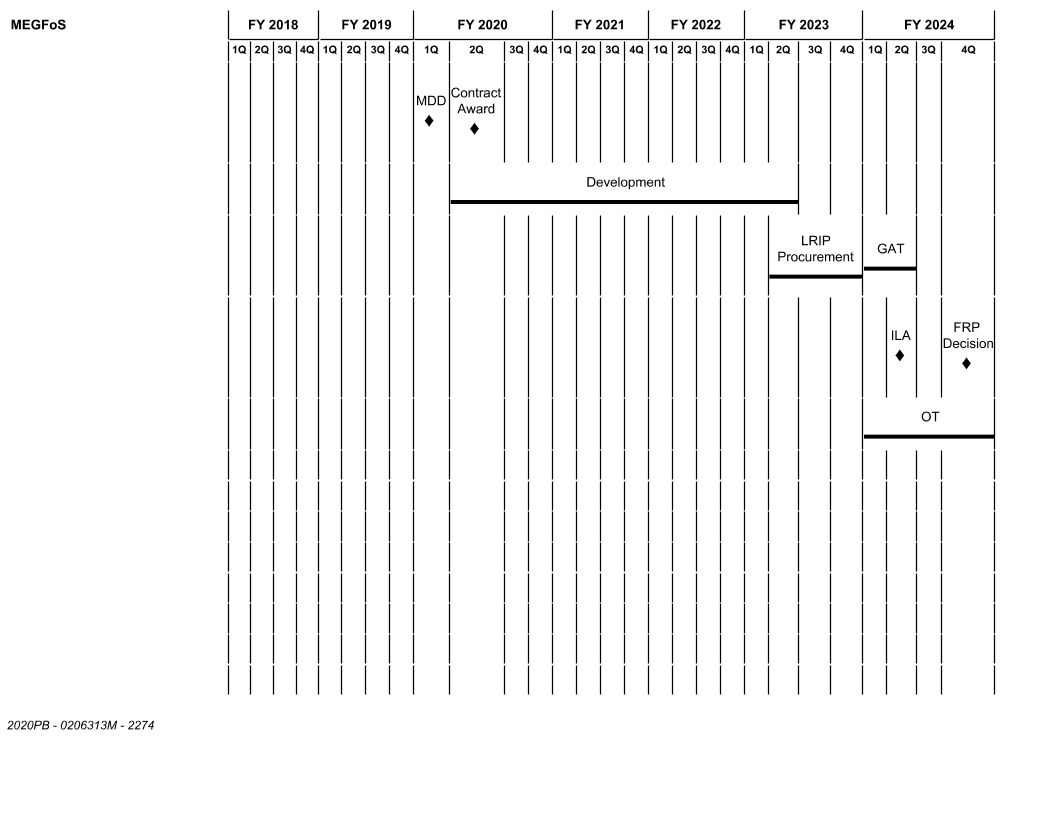 MEGFoS
FY 2018 FY 2019 FY 2020 FY 2021 FY 2022 FY 2023 FY 2024
1Q 2Q 3Q 4Q 1Q 2Q 3Q 4Q 1Q 2Q 3Q 4Q 1Q 2Q 3Q 4Q 1Q 2Q 3Q 4Q 1Q 2Q 3Q 4Q 1Q 2Q 3Q 4Q
MDD
Contract
Award
Development
LRIP
Procurement
GAT
ILA
FRP
Decision
OT
2020PB - 0206313M - 2274